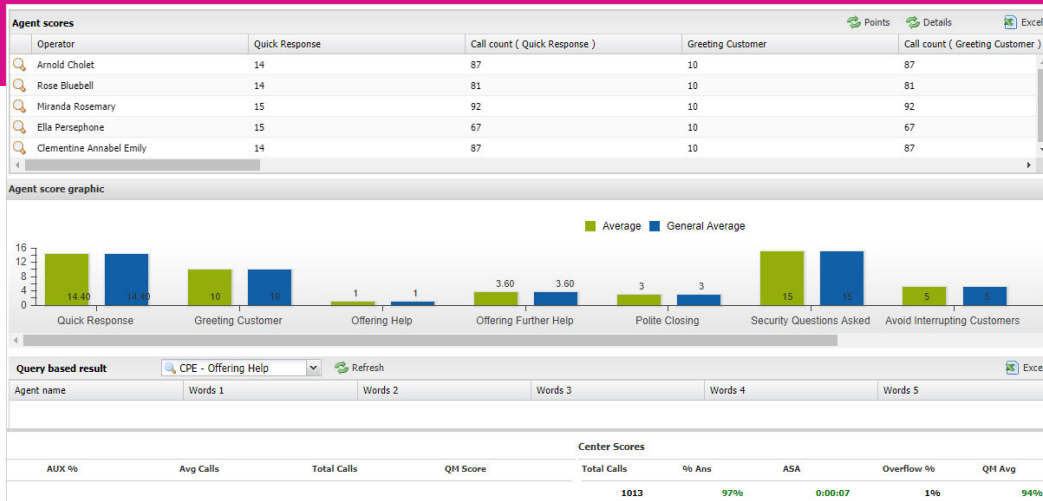 Agent scores Points Details Excel
Operator Quick Response Call count ( Quick Response ) Greeting Customer Call count ( Greeting Customer )
Arnold Cholet 14 87 10 87
Rose Bluebell 14 81 10 81
Miranda Rosemary 15 92 10 92
Ella Persephone 15 67 10 67
Clementine Annabel Emily 14 87 10 87
Agent score graphic
Average General Average
16
12
8
4
0
14.40 14.40 10 10 1 1 3.60 3.60 3 3 15 15 5 5
Quick Response Greeting Customer Offering Help Offering Further Help Polite Closing Security Questions Asked Avoid Interrupting Customers
Query based result CPE - Offering Help Refresh Exce
Agent name Words 1 Words 2 Words 3 Words 4 Words 5
Center Scores
AUX % Avg Calls Total Calls QM Score Total Calls % Ans ASA Overflow % QM Avg
1013 97% 0:00:07 1% 94%